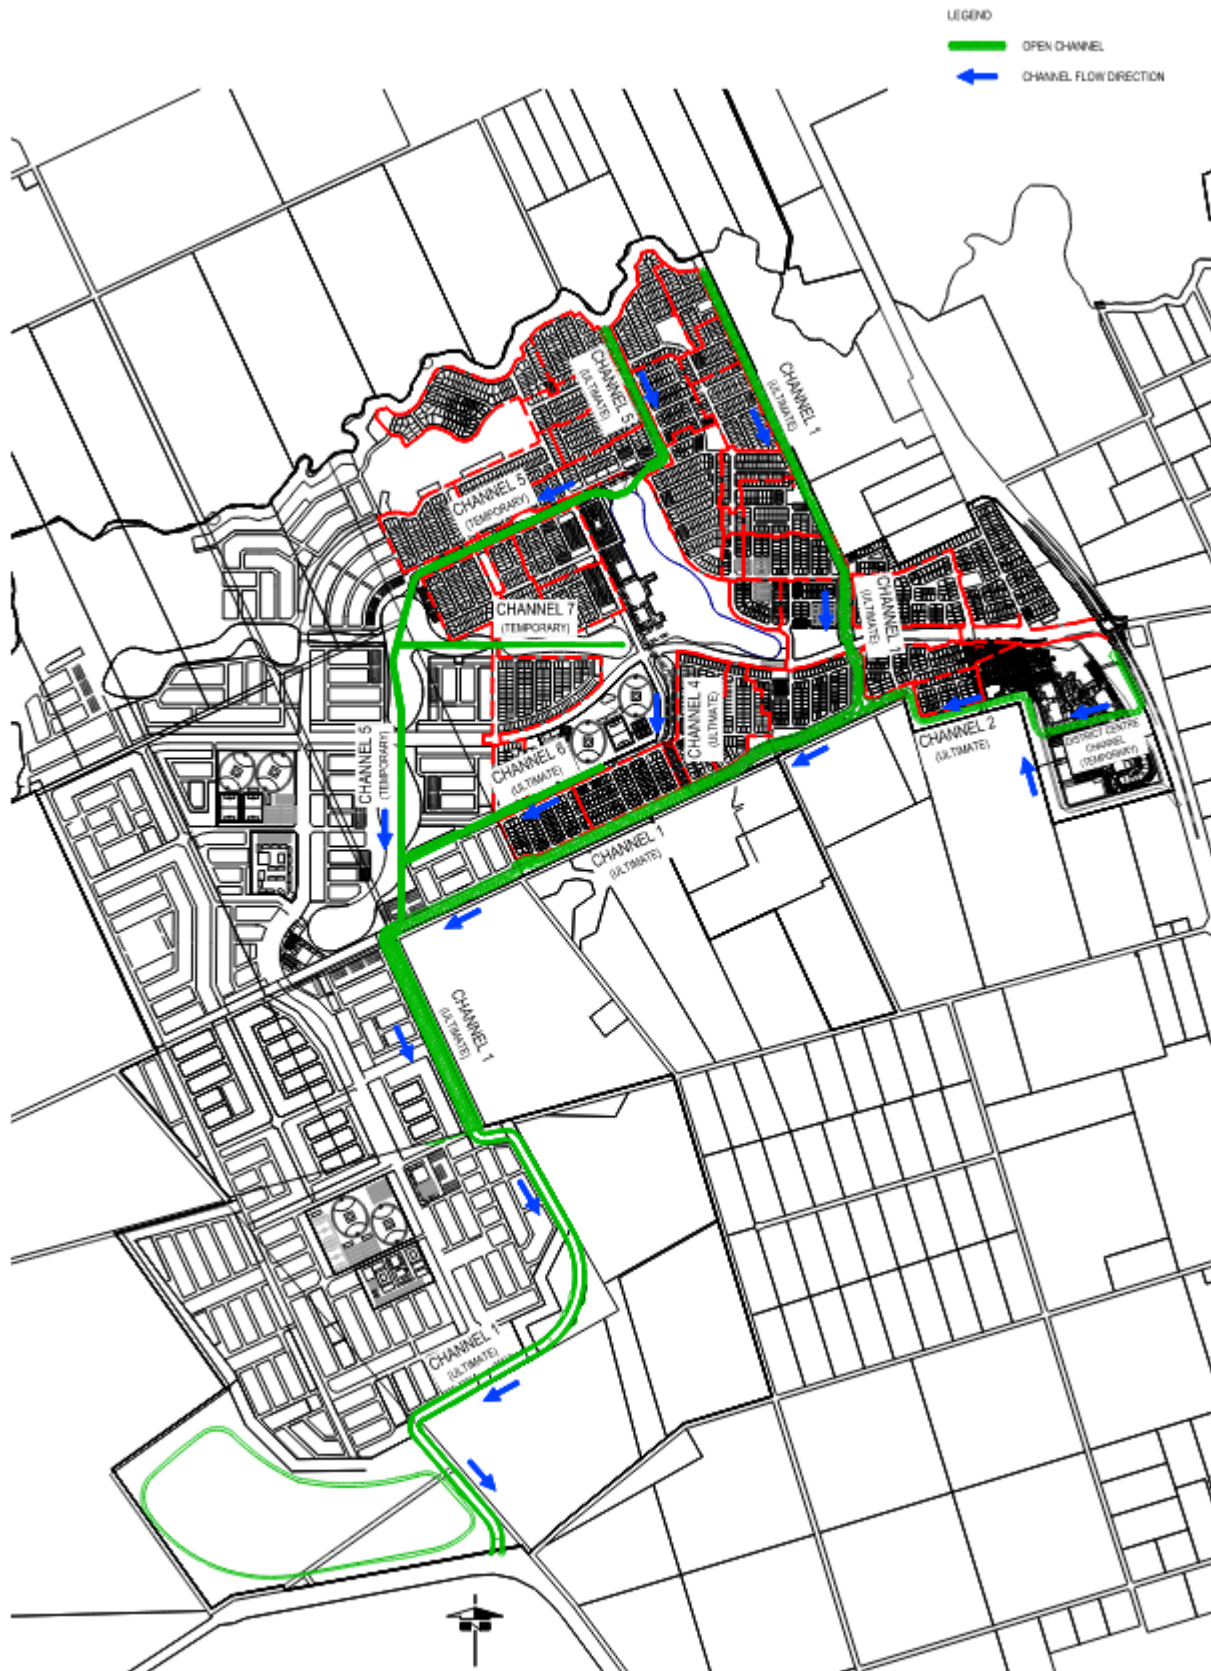 LEGEND
OPEN CHANNEL
CHANNEL FLOW DIRECTION
CHANNEL 5
(ULTIMATE)
CHANNEL 1
(ULTIMATE)
CHANNEL 5
(TEMPORARY)
CHANNEL 1
(ULTIMATE)
CHANNEL 7
(TEMPORARY)
CHANNEL 4
(ULTIMATE)
CHANNEL 5
(TEMPORARY)
CHANNEL 6
(ULTIMATE)
CHANNEL 2
(ULTIMATE)
DISTRICT CENTRE
CHANNEL
(TEMPORARY)
CHANNEL 1
(ULTIMATE)
CHANNEL 1
(ULTIMATE)
CHANNEL 1
(ULTIMATE)